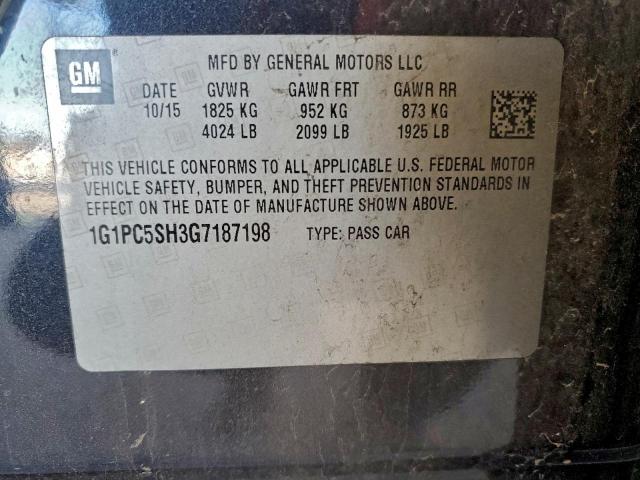 GM
MFD BY GENERAL MOTORS LLC
DATE GVWR GAWR FRT GAWR RR
10/15 1825 KG 952 KG 873 KG
4024 LB 2099 LB 1925 LB
THIS VEHICLE CONFORMS TO ALL APPLICABLE U.S. FEDERAL MOTOR
VEHICLE SAFETY, BUMPER, AND THEFT PREVENTION STANDARDS IN
EFFECT ON THE DATE OF MANUFACTURE SHOWN ABOVE.
1G1PC5SH3G7187198 TYPE: PASS CAR